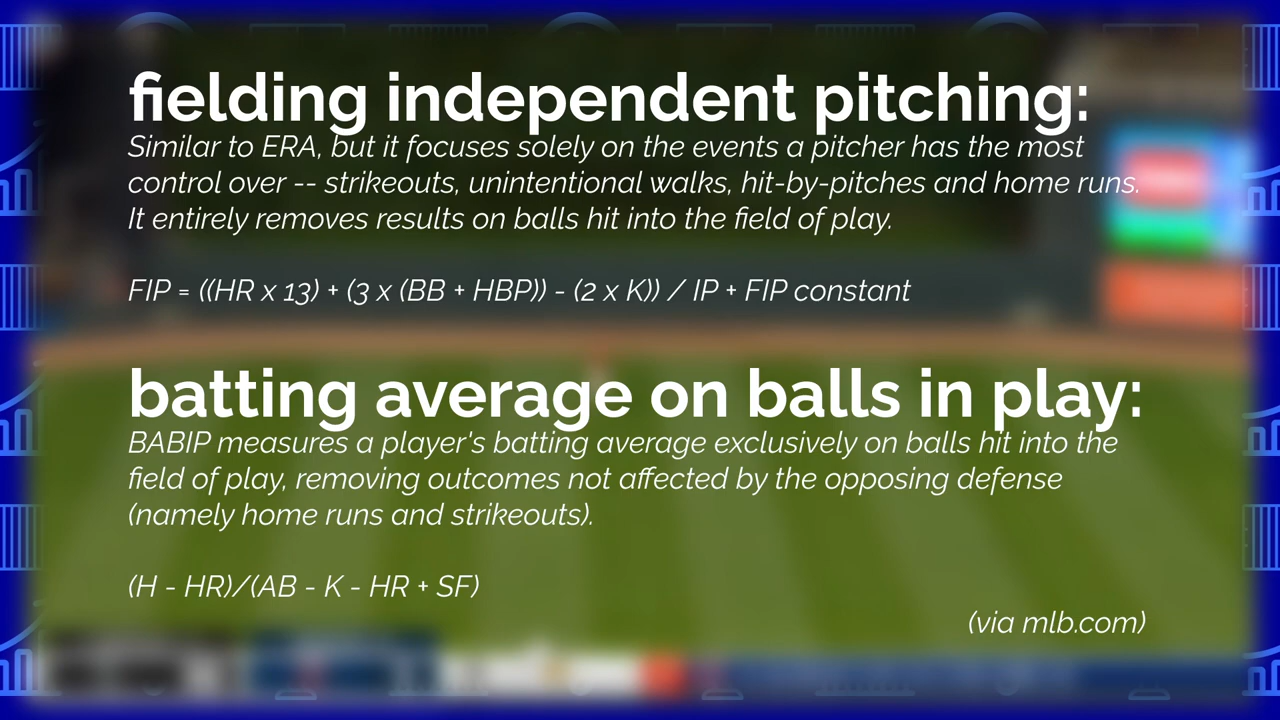 fielding independent pitching:
Similar to ERA, but it focuses solely on the events a pitcher has the most
control over -- strikeouts, unintentional walks, hit-by-pitches and home runs.
It entirely removes results on balls hit into the field of play.
FIP = ((HR x 13) + (3 x (BB + HBP)) - (2 x K)) / IP + FIP constant
batting average on balls in play:
BABIP measures a player's batting average exclusively on balls hit into the
field of play, removing outcomes not affected by the opposing defense
(namely home runs and strikeouts).
(H - HR)/(AB - K - HR + SF)
(via mlb.com)